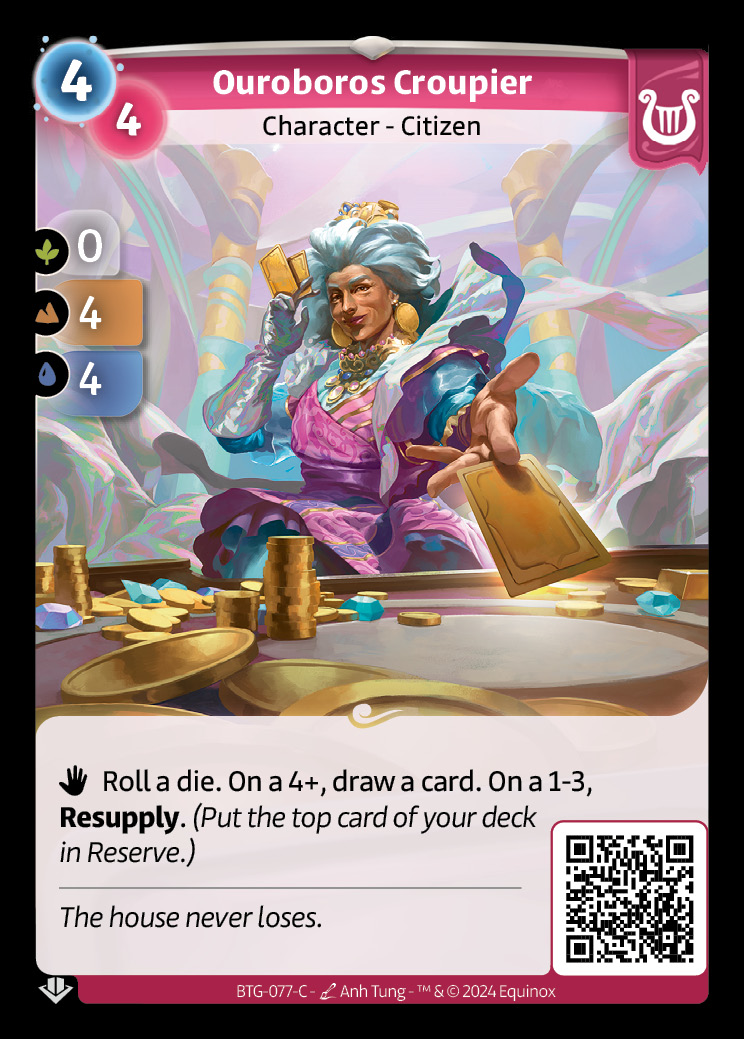 4
Ouroboros Croupier
4
Character - Citizen
0
4
4
Roll a die. On a 4+, draw a card. On a 1-3,
Resupply. (Put the top card of your deck
in Reserve.)
The house never loses.
BTG-077-C - Anh Tung - ™ & © 2024 Equinox